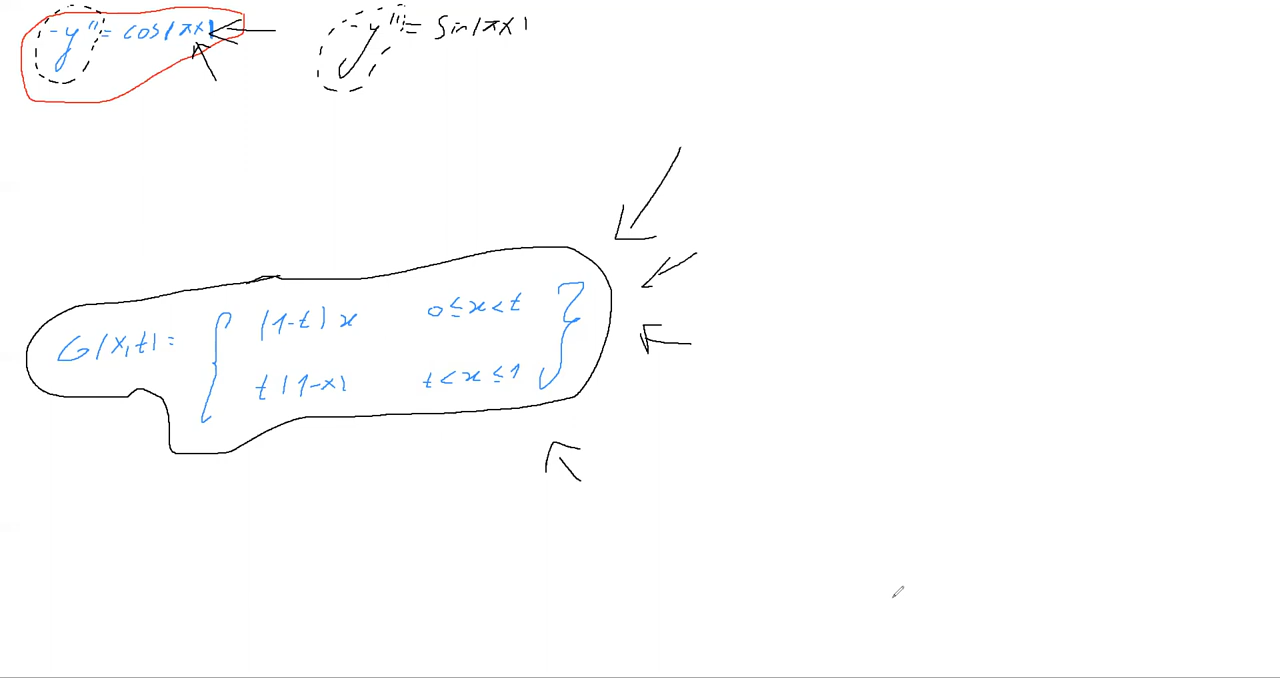 -y'' = cos(πx) -y'' = sin(πx)
G(x,t) = { (1-t)x 0≤x<t
t(1-x) t<x≤1 }